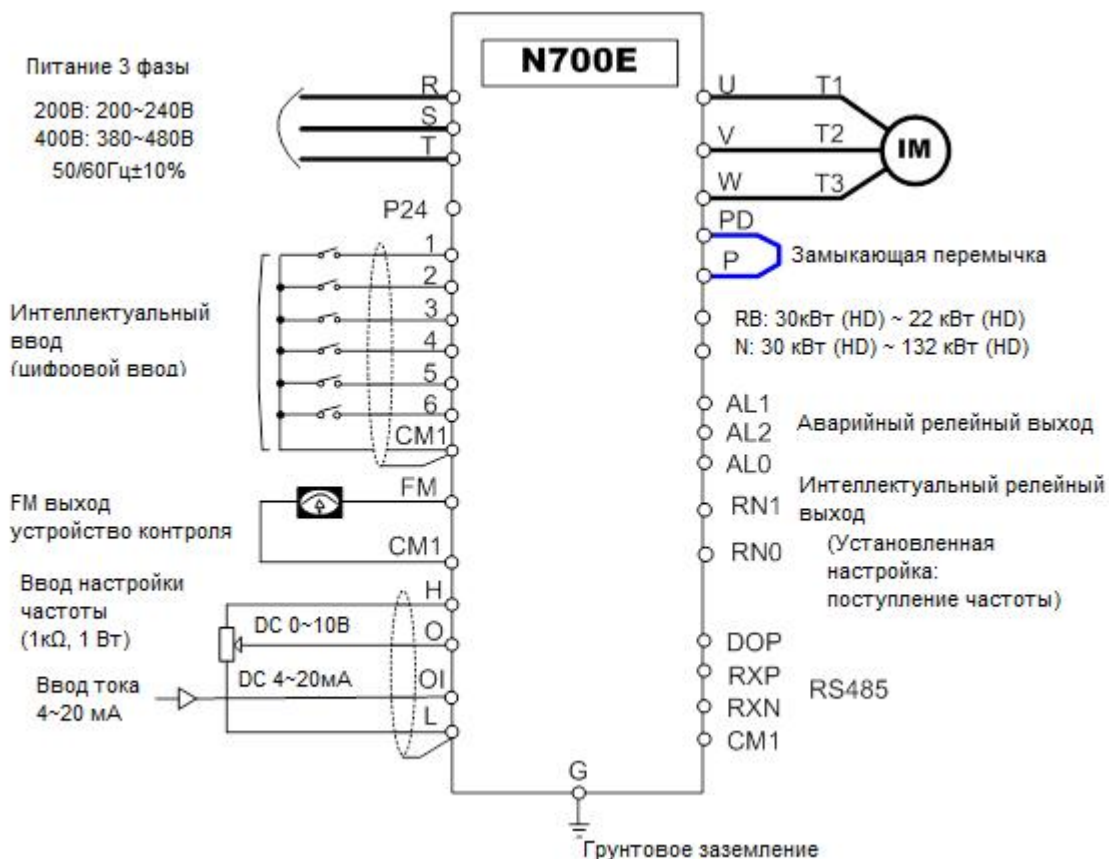 N700E
Питание 3 фазы
200В: 200~240В
400В: 380~480В
50/60Гц±10%
R
S
T
P24
1
2
3
4
5
6
CM1
Интеллектуальный
ввод
(цифровой ввод)
FM
FM выход
устройство контроля
CM1
Ввод настройки
частоты
(1кΩ, 1 Вт)
H
DC 0~10В
O
DC 4~20мА
OI
Ввод тока
4~20 мА
L
U
T1
V
T2
W
T3
IM
PD
P
Замыкающая перемычка
RB: 30кВт (HD) ~ 22 кВт (HD)
N: 30 кВт (HD) ~ 132 кВт (HD)
AL1
AL2
AL0
Аварийный релейный выход
RN1
RN0
Интеллектуальный релейный
выход
(Установленная
настройка:
поступление частоты)
DOP
RXP
RXN
CM1
RS485
G
Грунтовое заземление